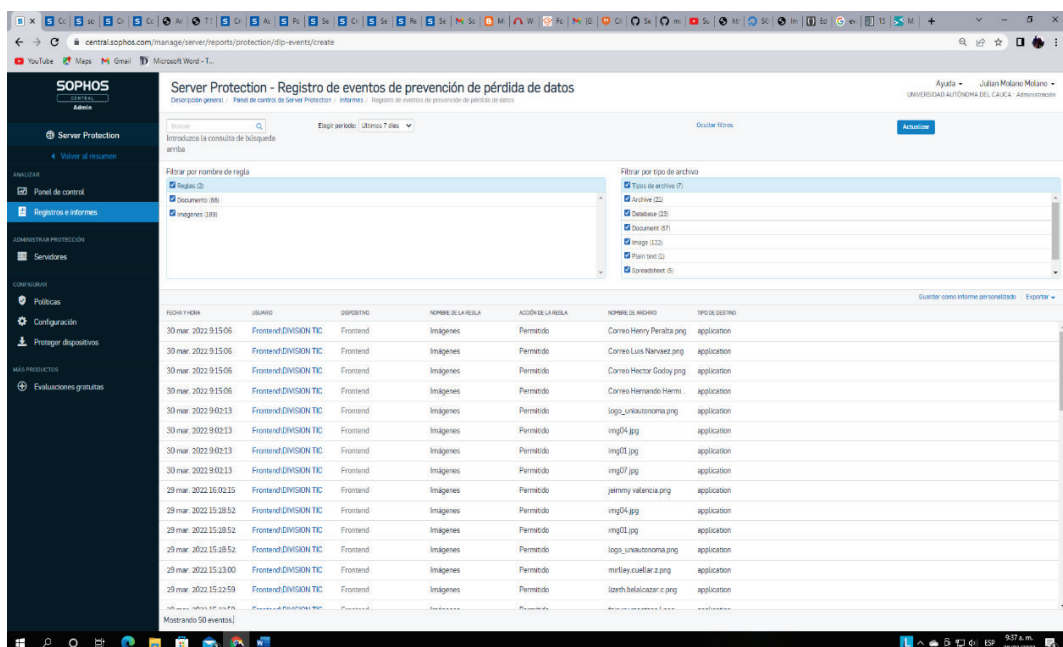 central.sophos.com/manage/server/reports/protection/dlp-events/create
YouTube Maps Gmail Microsoft Word - T...
SOPHOS
CENTRAL
Admin
Server Protection
Volver al resumen
ANALIZAR
Panel de control
Registros e informes
ADMINISTRAR PROTECCIÓN
Servidores
CONFIGURAR
Políticas
Configuración
Proteger dispositivos
MÁS PRODUCTOS
Evaluaciones gratuitas
Server Protection - Registro de eventos de prevención de pérdida de datos
Descripción general / Panel de control de Server Protection / Informes / Registro de eventos de prevención de pérdida de datos
Ayuda Julian Molano Molano
UNIVERSIDAD AUTÓNOMA DEL CAUCA · Administración
Buscar
Introduzca la consulta de búsqueda
arriba
Elegir periodo: Últimos 7 días
Ocultar filtros
Actualizar
Filtrar por nombre de regla
Reglas (2)
Documento (66)
Imágenes (189)
Filtrar por tipo de archivo
Tipos de archivo (7)
Archive (21)
Database (23)
Document (67)
Image (122)
Plain text (1)
Spreadsheet (5)
Guardar como informe personalizado Exportar
FECHA Y HORA USUARIO DISPOSITIVO NOMBRE DE LA REGLA ACCIÓN DE LA REGLA NOMBRE DE ARCHIVO TIPO DE DESTINO
30 mar. 2022 9:15:06 Frontend\DIVISION TIC Frontend Imágenes Permitido Correo Henry Peralta.png application
30 mar. 2022 9:15:06 Frontend\DIVISION TIC Frontend Imágenes Permitido Correo Luis Narvaez.png application
30 mar. 2022 9:15:06 Frontend\DIVISION TIC Frontend Imágenes Permitido Correo Hector Godoy.png application
30 mar. 2022 9:15:06 Frontend\DIVISION TIC Frontend Imágenes Permitido Correo Hernando Hermi... application
30 mar. 2022 9:02:13 Frontend\DIVISION TIC Frontend Imágenes Permitido logo_uniautonoma.png application
30 mar. 2022 9:02:13 Frontend\DIVISION TIC Frontend Imágenes Permitido img04.jpg application
30 mar. 2022 9:02:13 Frontend\DIVISION TIC Frontend Imágenes Permitido img01.jpg application
30 mar. 2022 9:02:13 Frontend\DIVISION TIC Frontend Imágenes Permitido img07.jpg application
29 mar. 2022 16:02:15 Frontend\DIVISION TIC Frontend Imágenes Permitido jeimmy valencia.png application
29 mar. 2022 15:28:52 Frontend\DIVISION TIC Frontend Imágenes Permitido img04.jpg application
29 mar. 2022 15:28:52 Frontend\DIVISION TIC Frontend Imágenes Permitido img01.jpg application
29 mar. 2022 15:28:52 Frontend\DIVISION TIC Frontend Imágenes Permitido logo_uniautonoma.png application
29 mar. 2022 15:23:00 Frontend\DIVISION TIC Frontend Imágenes Permitido mirlley.cuellar.z.png application
29 mar. 2022 15:22:59 Frontend\DIVISION TIC Frontend Imágenes Permitido lizeth.belalcazar.c.png application
Mostrando 50 eventos.
ESP 9:37 a. m.